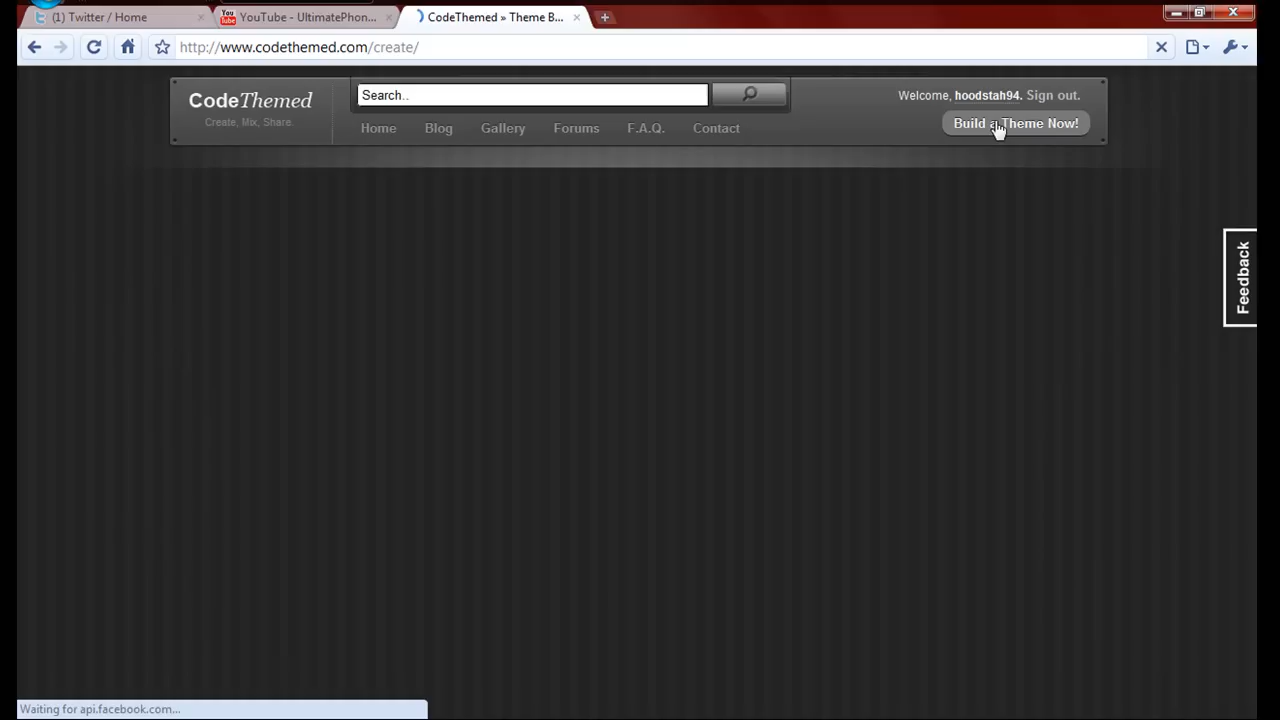 (1) Twitter / Home
YouTube - UltimatePhon...
CodeThemed » Theme B...
http://www.codethemed.com/create/
CodeThemed
Create, Mix, Share.
Search..
Home
Blog
Gallery
Forums
F.A.Q.
Contact
Welcome, hoodstah94. Sign out.
Build a Theme Now!
Feedback
Waiting for api.facebook.com...